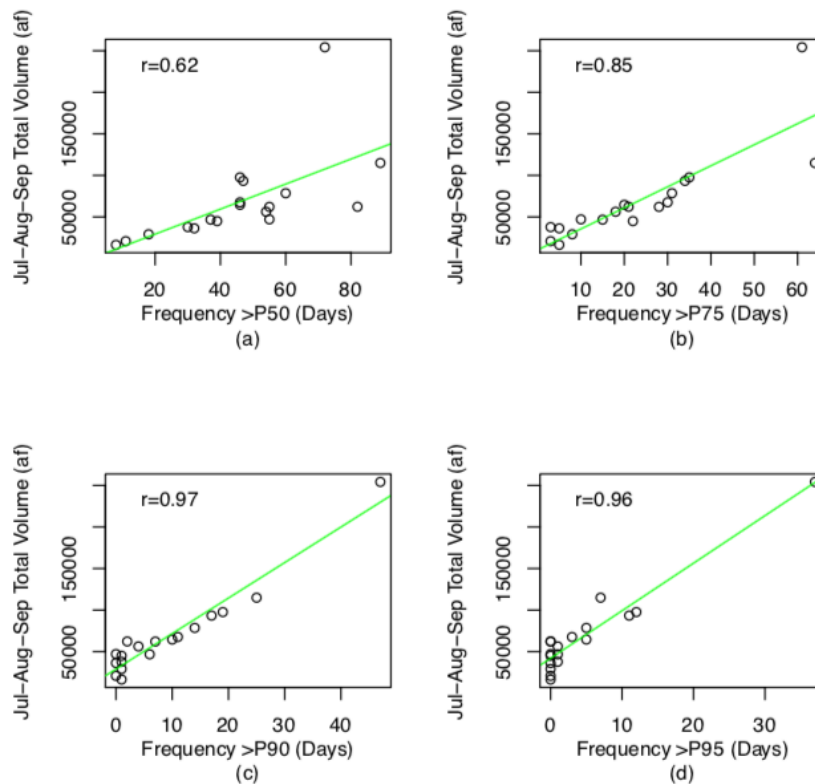 r=0.62
Jul−Aug−Sep Total Volume (af)
50000
150000
20
40
60
80
Frequency >P50 (Days)
(a)
r=0.85
Jul−Aug−Sep Total Volume (af)
50000
150000
10
20
30
40
50
60
Frequency >P75 (Days)
(b)
r=0.97
Jul−Aug−Sep Total Volume (af)
50000
150000
0
10
20
30
40
Frequency >P90 (Days)
(c)
r=0.96
Jul−Aug−Sep Total Volume (af)
50000
150000
0
10
20
30
Frequency >P95 (Days)
(d)